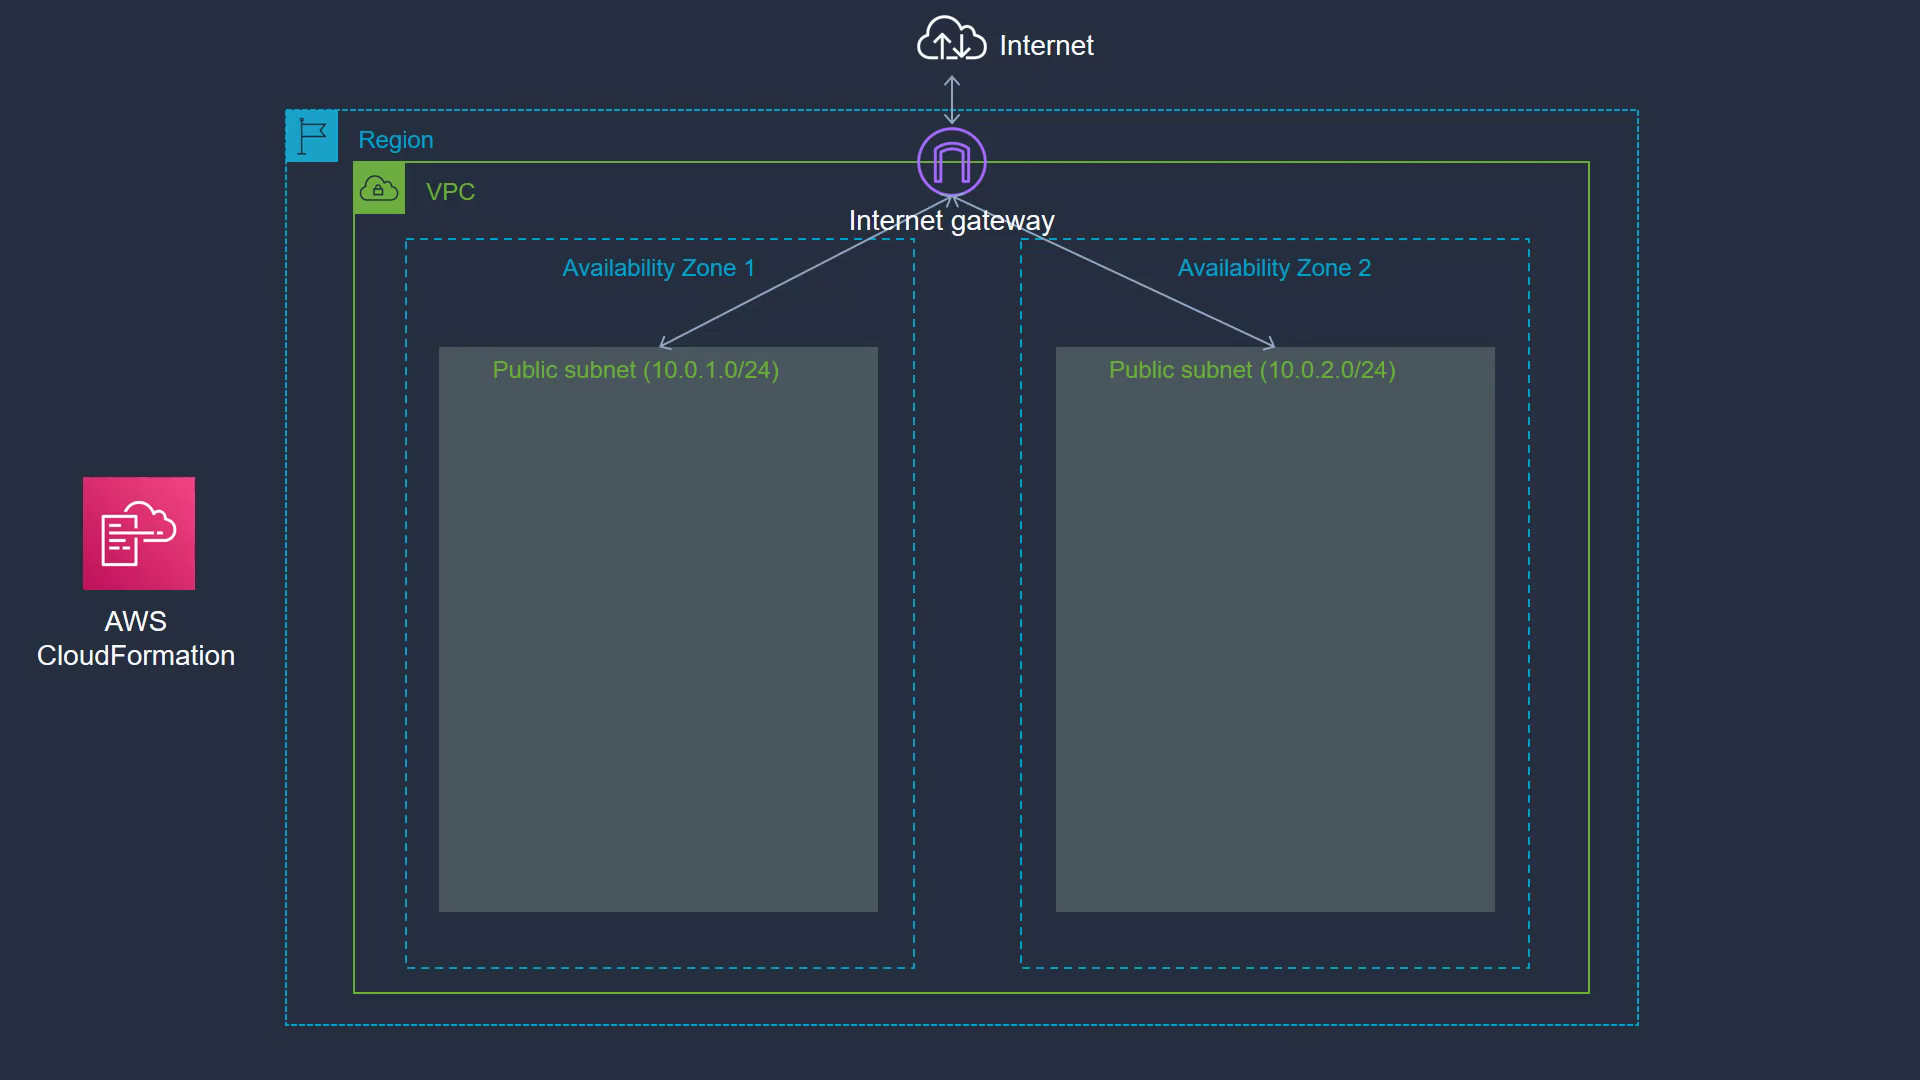 Internet
Region
VPC
Internet gateway
Availability Zone 1
Availability Zone 2
Public subnet (10.0.1.0/24)
Public subnet (10.0.2.0/24)
AWS
CloudFormation